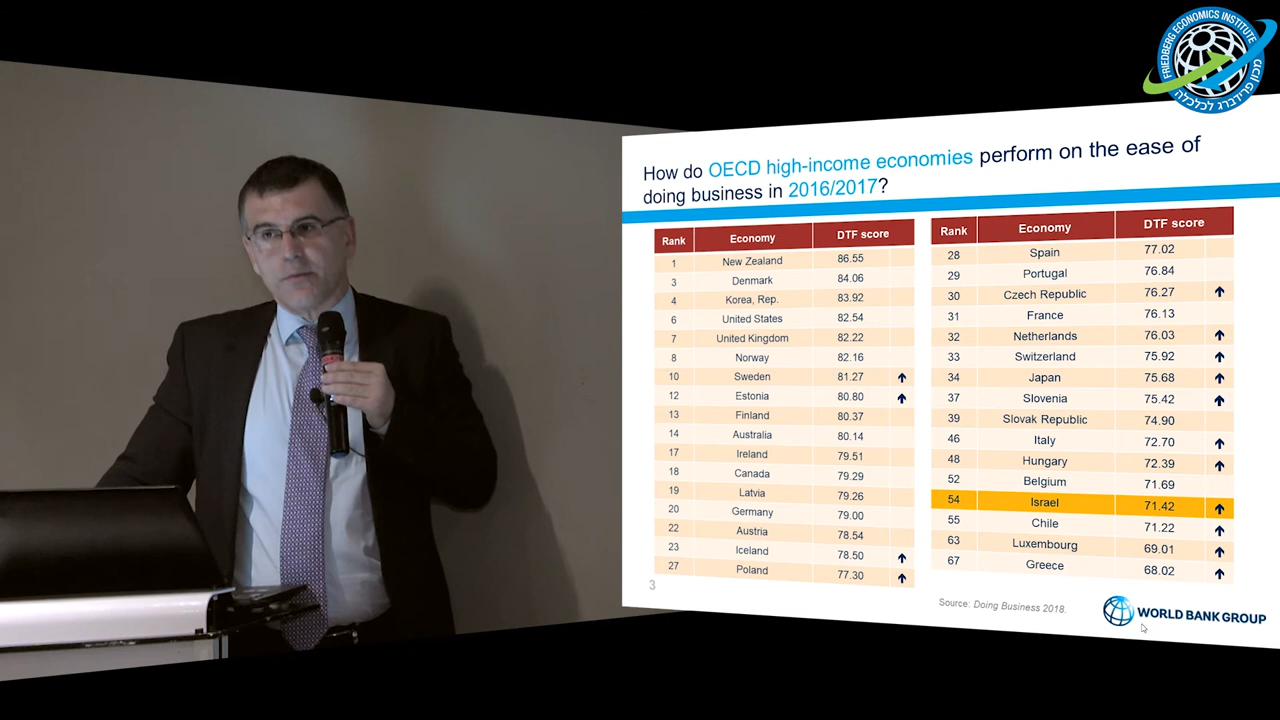 FRIEDBERG ECONOMICS INSTITUTE
מכון פרידברג לכלכלה
How do OECD high-income economies perform on the ease of
doing business in 2016/2017?
Rank Economy DTF score
1 New Zealand 86.55
3 Denmark 84.06
4 Korea, Rep. 83.92
6 United States 82.54
7 United Kingdom 82.22
8 Norway 82.16
10 Sweden 81.27
12 Estonia 80.80
13 Finland 80.37
14 Australia 80.14
17 Ireland 79.51
18 Canada 79.29
19 Latvia 79.26
20 Germany 79.00
22 Austria 78.54
23 Iceland 78.50
27 Poland 77.30
Rank Economy DTF score
28 Spain 77.02
29 Portugal 76.84
30 Czech Republic 76.27
31 France 76.13
32 Netherlands 76.03
33 Switzerland 75.92
34 Japan 75.68
37 Slovenia 75.42
39 Slovak Republic 74.90
46 Italy 72.70
48 Hungary 72.39
52 Belgium 71.69
54 Israel 71.42
55 Chile 71.22
63 Luxembourg 69.01
67 Greece 68.02
3
Source: Doing Business 2018.
WORLD BANK GROUP